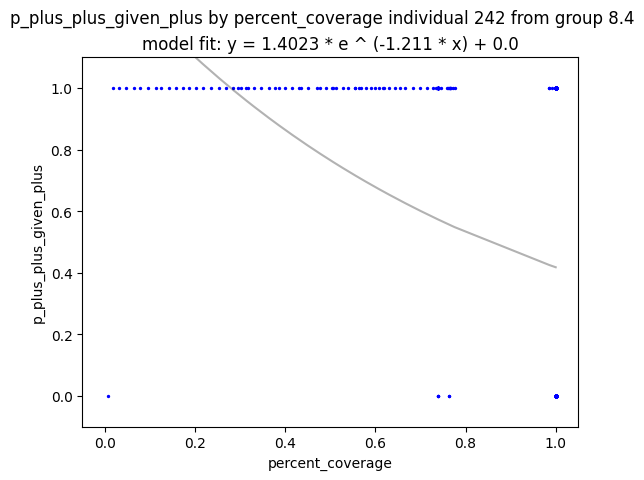 p_plus_plus_given_plus by percent_coverage individual 242 from group 8.4
model fit: y = 1.4023 * e ^ (-1.211 * x) + 0.0
1.0
0.8
0.6
0.4
0.2
0.0
p_plus_plus_given_plus
0.0 0.2 0.4 0.6 0.8 1.0
percent_coverage